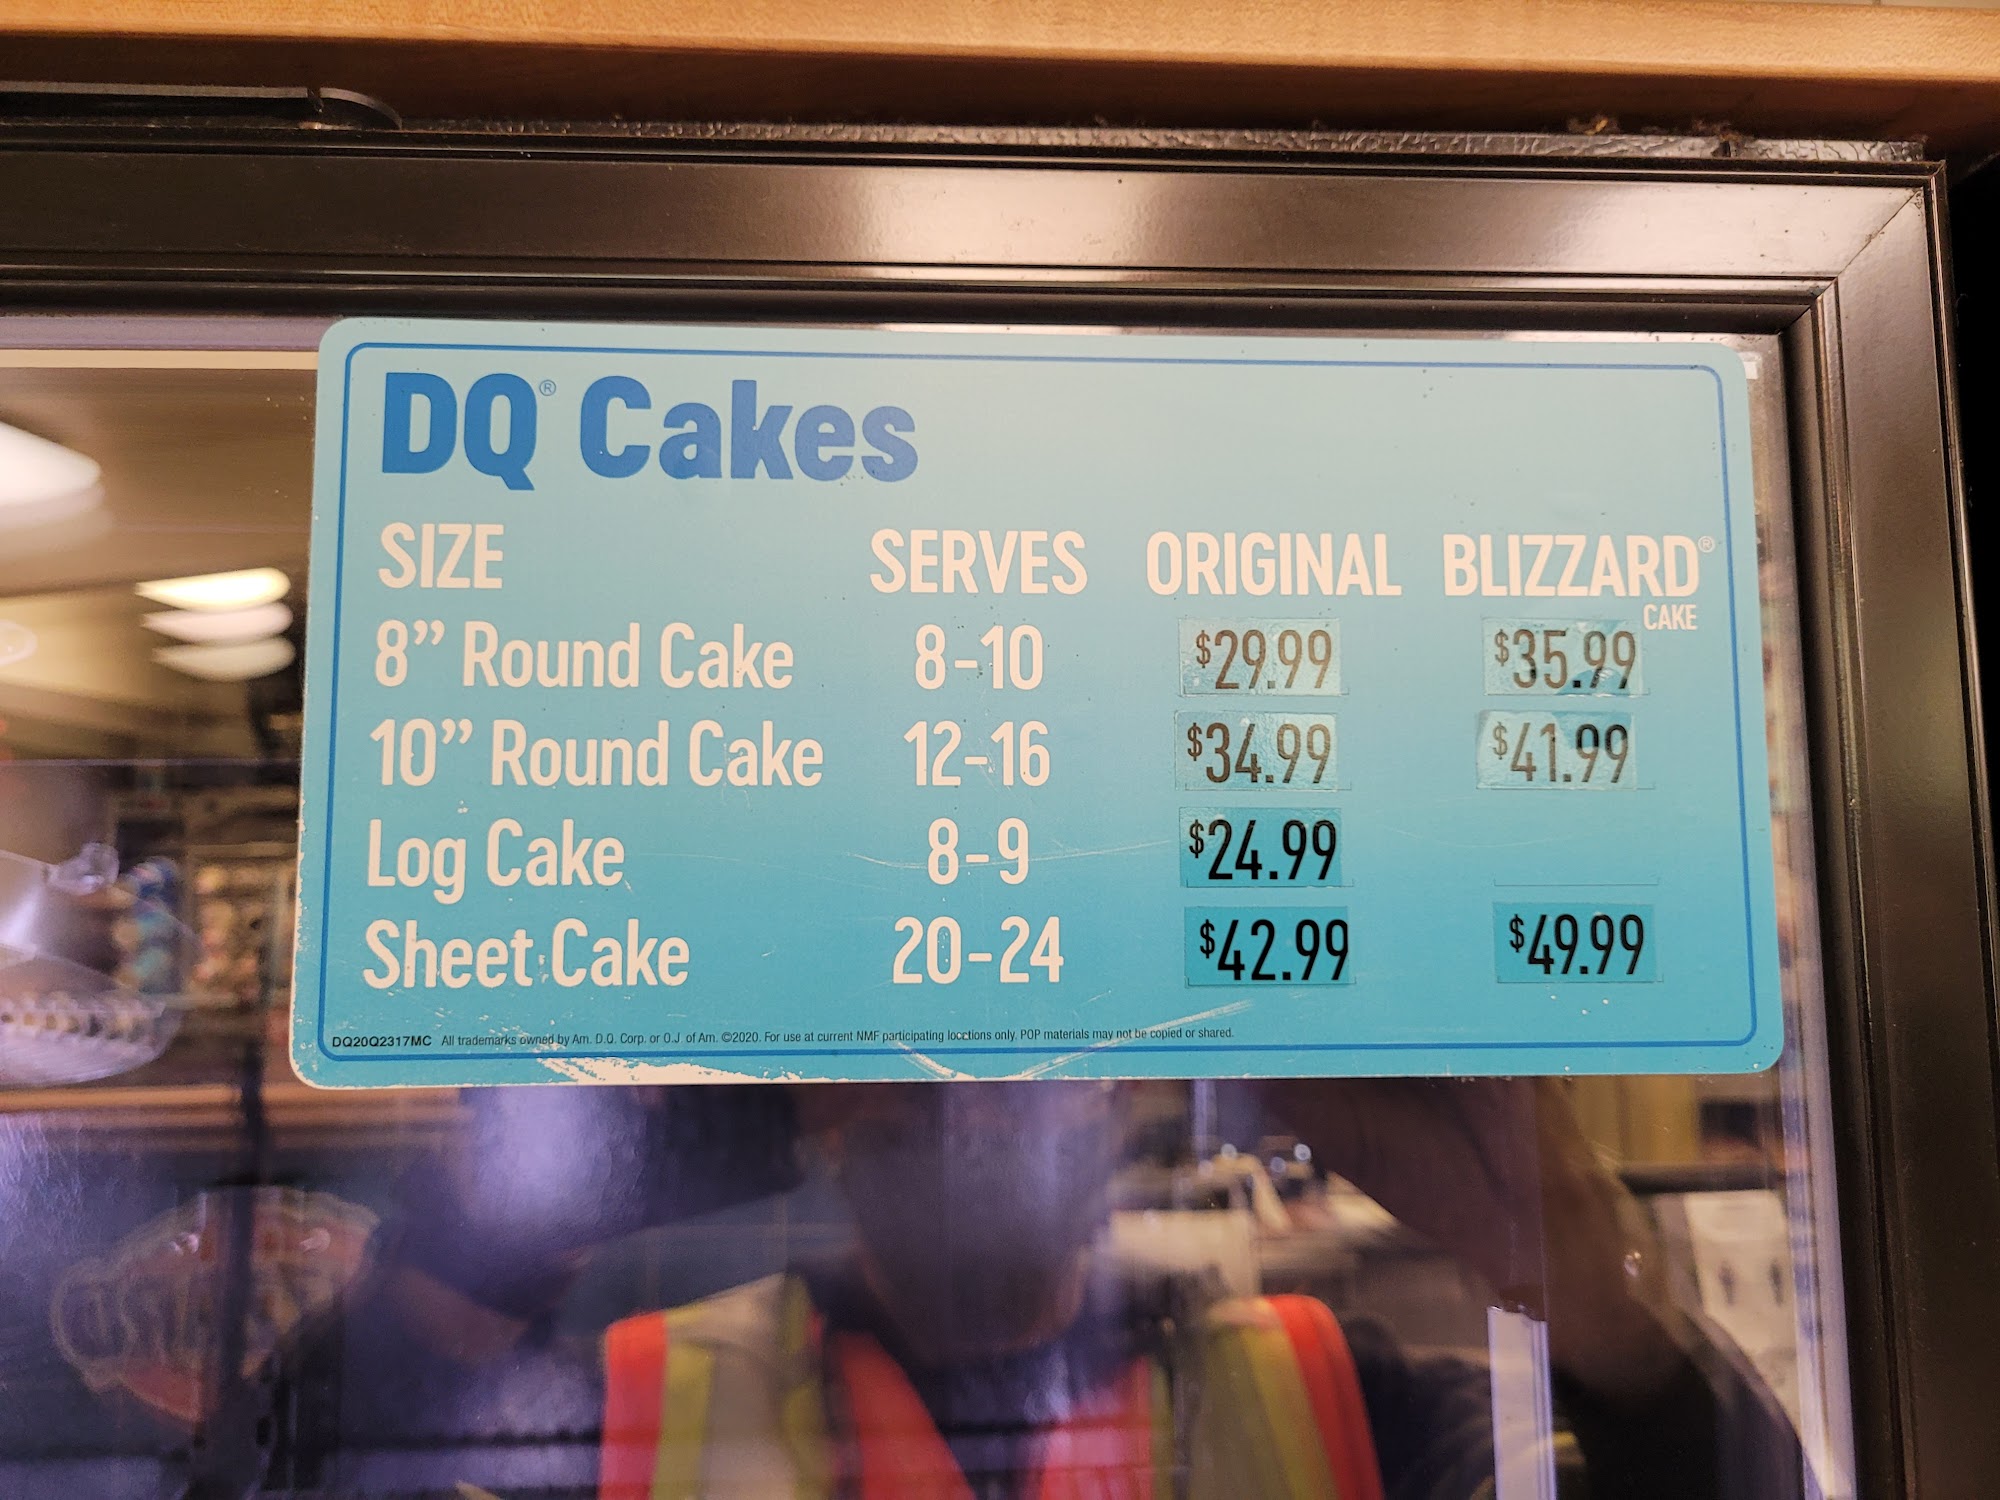 DQ® Cakes
SIZE SERVES ORIGINAL BLIZZARD® CAKE
8” Round Cake 8-10 $29.99 $35.99
10” Round Cake 12-16 $34.99 $41.99
Log Cake 8-9 $24.99
Sheet Cake 20-24 $42.99 $49.99
DQ20Q2317MC All trademarks owned by Am. D.Q. Corp. or O.J. of Am. ©2020. For use at current NMF participating locctions only. POP materials may not be copied or shared.